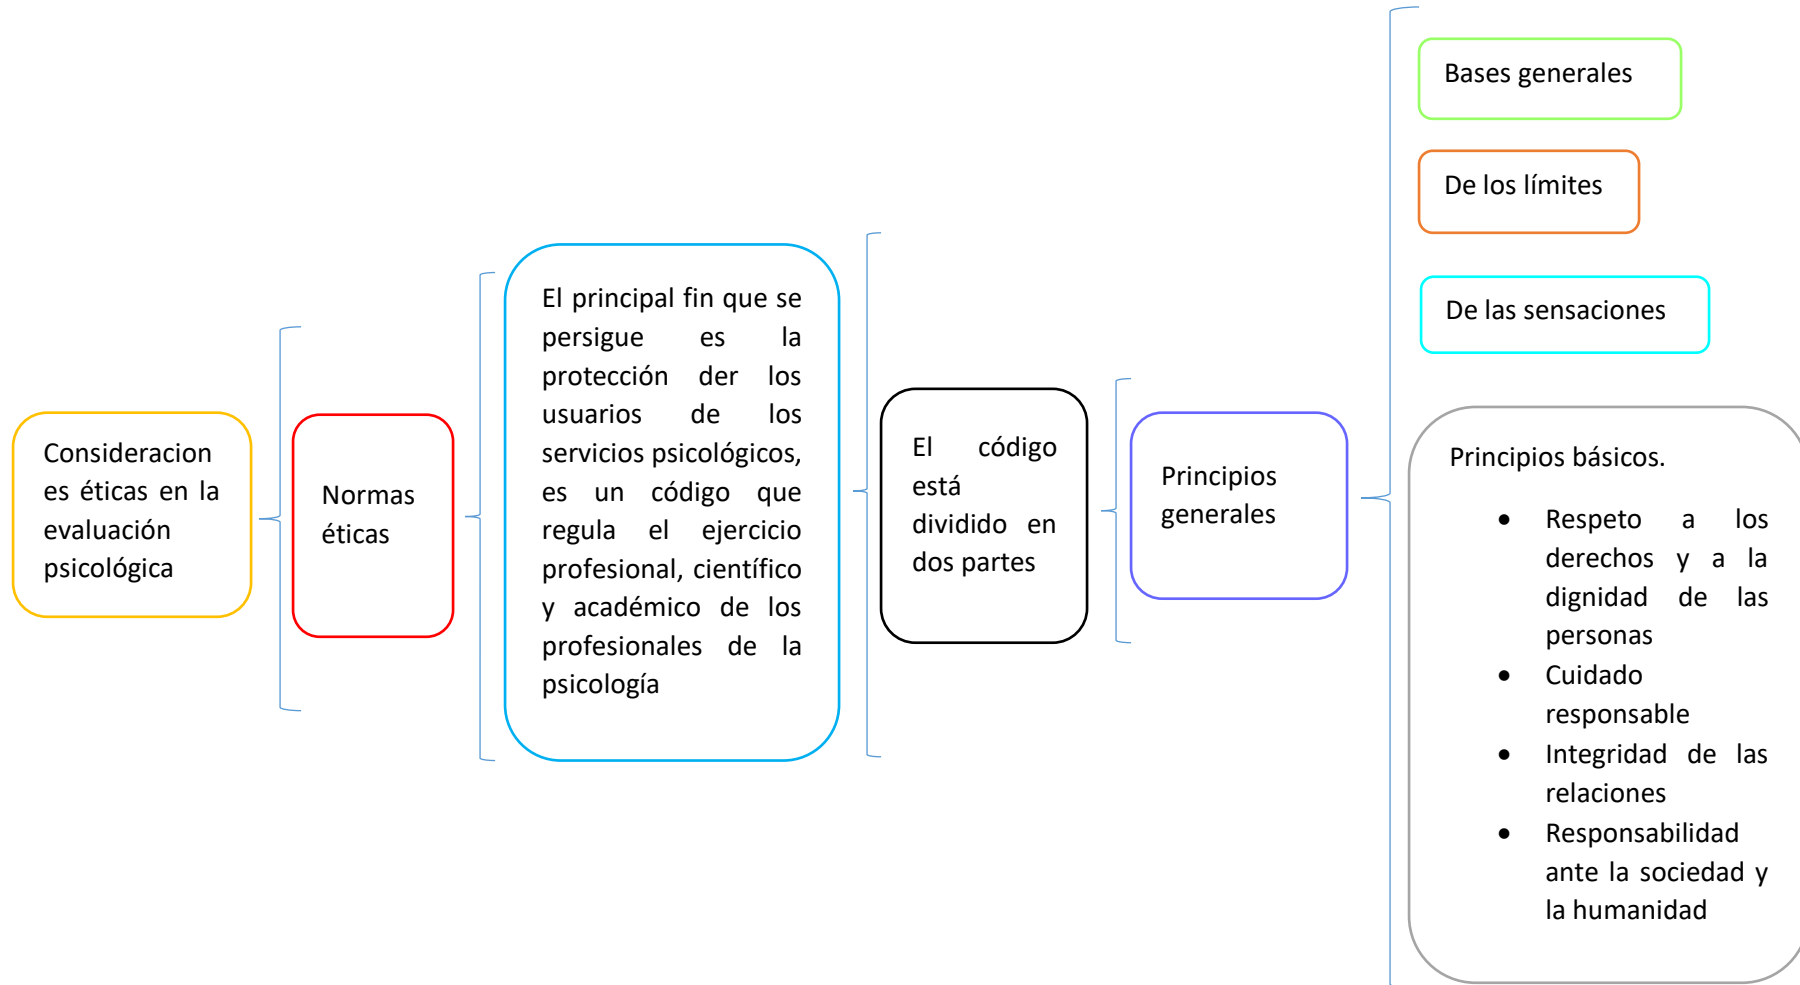 Consideracion
es éticas en la
evaluación
psicológica
Normas
éticas
El principal fin que se
persigue es la
protección der los
usuarios de los
servicios psicológicos,
es un código que
regula el ejercicio
profesional, científico
y académico de los
profesionales de la
psicología
El código
está
dividido en
dos partes
Principios
generales
Bases generales
De los límites
De las sensaciones
Principios básicos.
• Respeto a los
derechos y a la
dignidad de las
personas
• Cuidado
responsable
• Integridad de las
relaciones
• Responsabilidad
ante la sociedad y
la humanidad